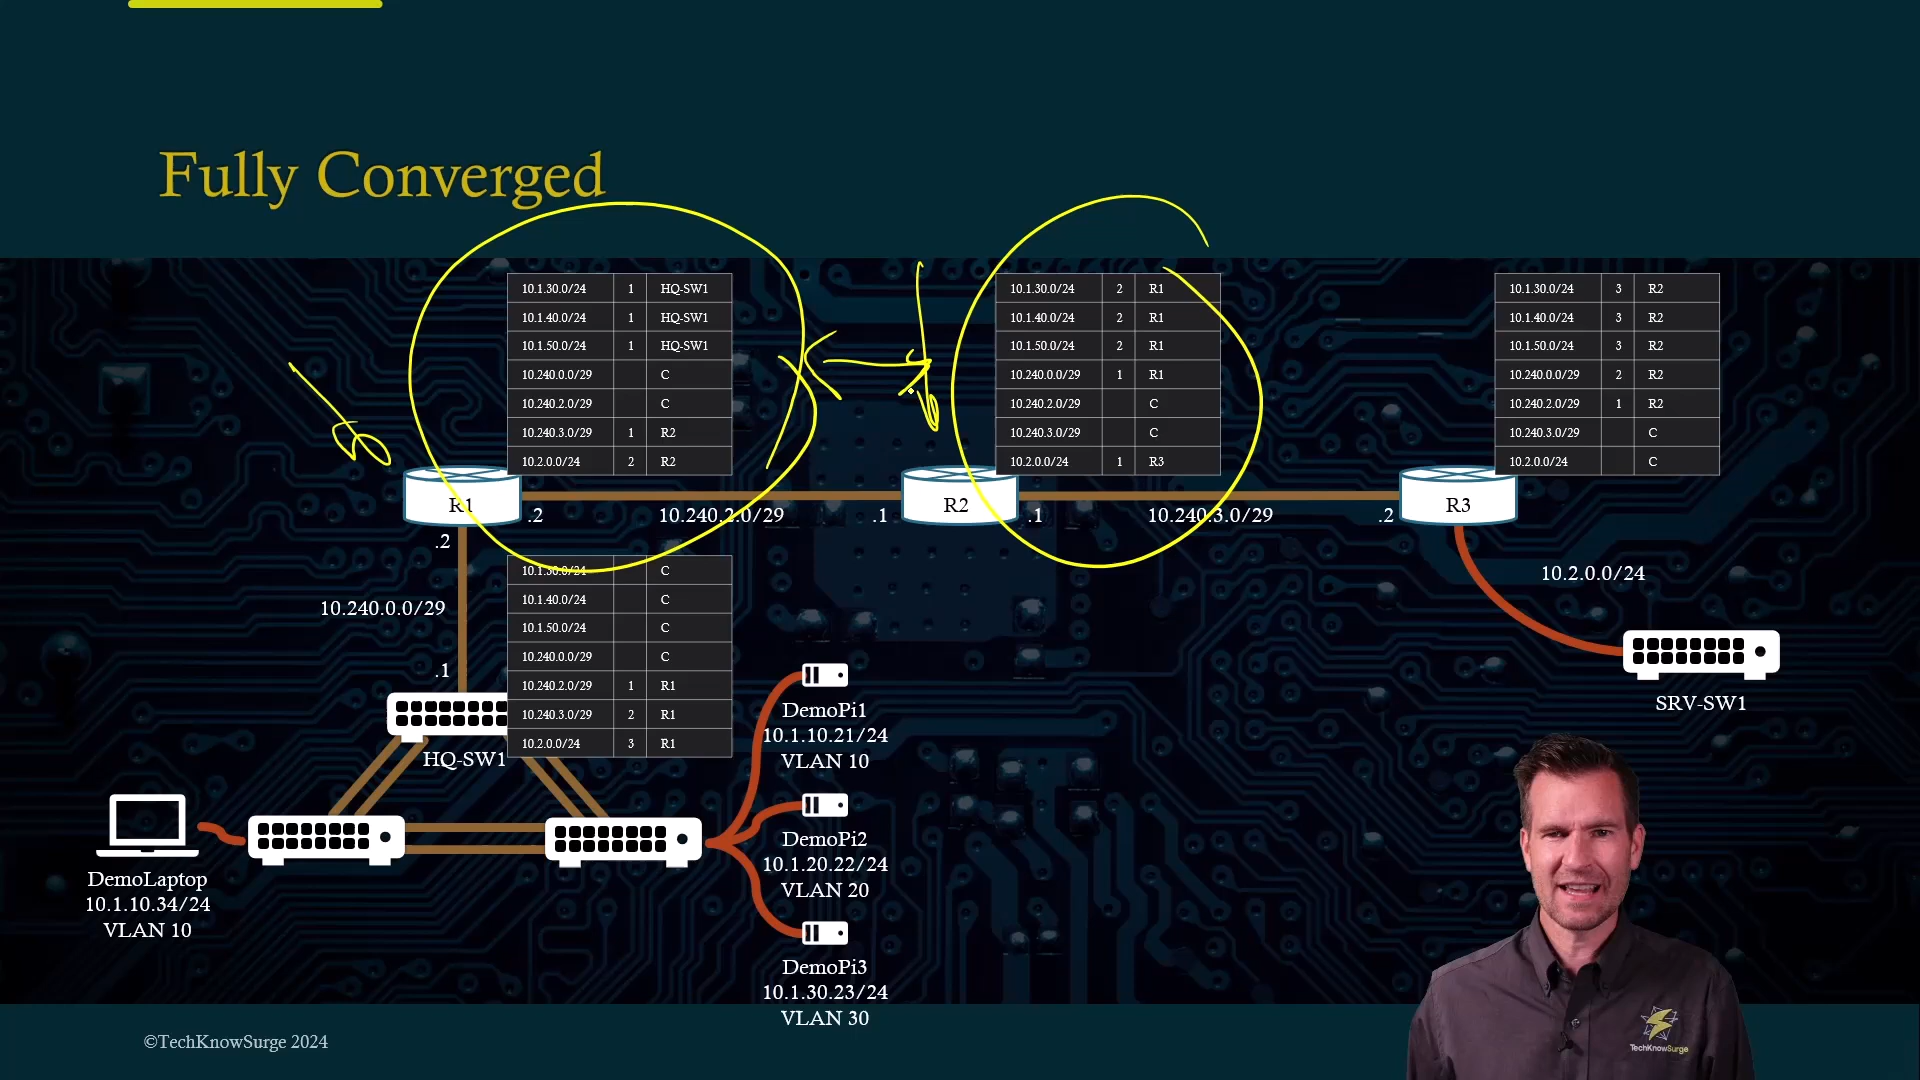 Fully Converged
10.1.30.0/24 1 HQ-SW1
10.1.40.0/24 1 HQ-SW1
10.1.50.0/24 1 HQ-SW1
10.240.0.0/29 C
10.240.2.0/29 C
10.240.3.0/29 1 R2
10.2.0.0/24 2 R2
10.1.30.0/24 2 R1
10.1.40.0/24 2 R1
10.1.50.0/24 2 R1
10.240.0.0/29 1 R1
10.240.2.0/29 C
10.240.3.0/29 C
10.2.0.0/24 1 R3
10.1.30.0/24 3 R2
10.1.40.0/24 3 R2
10.1.50.0/24 3 R2
10.240.0.0/29 2 R2
10.240.2.0/29 1 R2
10.240.3.0/29 C
10.2.0.0/24 C
R1
.2
10.240.2.0/29
.1
R2
.1
10.240.3.0/29
.2
R3
.2
10.240.0.0/29
.1
10.2.0.0/24
10.1.30.0/24 C
10.1.40.0/24 C
10.1.50.0/24 C
10.240.0.0/29 C
10.240.2.0/29 1 R1
10.240.3.0/29 2 R1
10.2.0.0/24 3 R1
HQ-SW1
SRV-SW1
DemoPi1
10.1.10.21/24
VLAN 10
DemoPi2
10.1.20.22/24
VLAN 20
DemoPi3
10.1.30.23/24
VLAN 30
DemoLaptop
10.1.10.34/24
VLAN 10
TechKnowSurge
©TechKnowSurge 2024